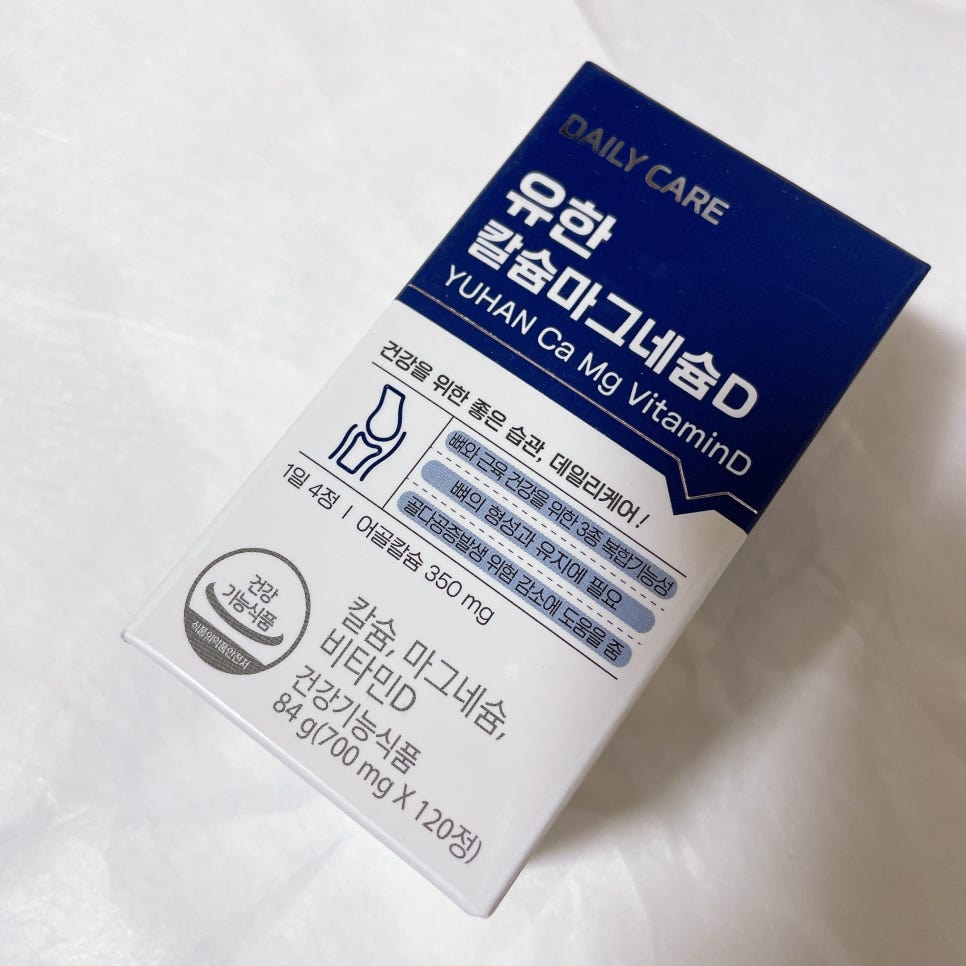 DAILY CARE
유한
칼슘마그네슘D
YUHAN Ca Mg VitaminD
건강을 위한 좋은 습관, 데일리케어!
뼈와 근육 건강을 위한 3종 복합기능성
뼈의 형성과 유지에 필요
골다공증발생 위험 감소에 도움을 줌
1일 4정 | 어골칼슘 350 mg
건강
기능식품
식품의약품안전처
칼슘, 마그네슘,
비타민D
건강기능식품
84 g(700 mg X 120정)